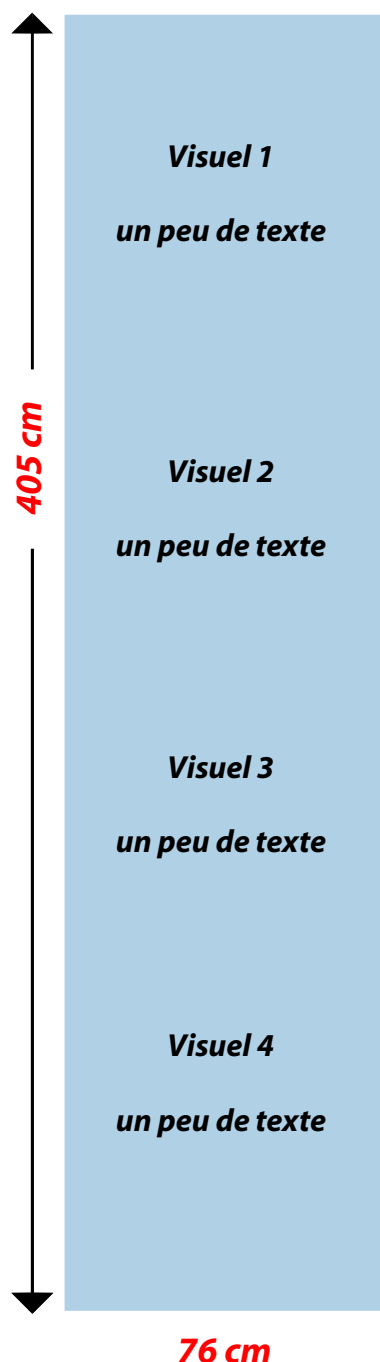 Visuel 1
un peu de texte
405 cm
Visuel 2
un peu de texte
Visuel 3
un peu de texte
Visuel 4
un peu de texte
76 cm